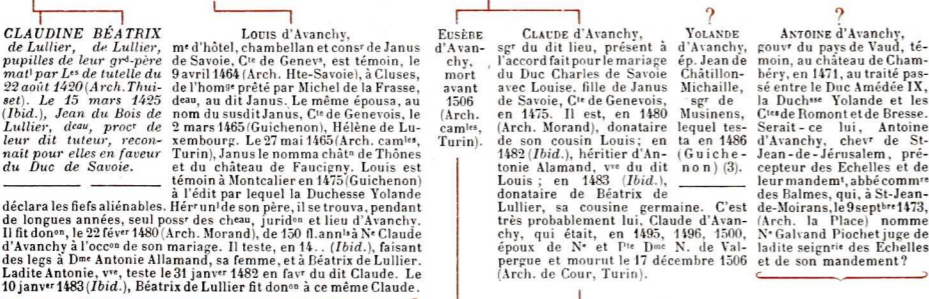 CLAUDINE BÉATRIX
de Lullier, de Lullier,
pupilles de leur grd-père
matl par Les de tutelle du
22 août 1420 (Arch. Thui-
set). Le 15 mars 1425
(Ibid.), Jean du Bois de
Lullier, deau, procr de
leur dit tuteur, recon-
nait pour elles en faveur
du Duc de Savoie.
LOUIS d'Avanchy,
me d'hôtel, chambellan et consr de Janus
de Savoie, Cte de Genevs, est témoin, le
9 avril 1464 (Arch. Hte-Savoie), à Cluses,
de l'homge prêté par Michel de la Frasse,
deau, au dit Janus. Le même épousa, au
nom du susdit Janus, Cte de Genevois, le
2 mars 1465 (Guichenon), Hélène de Lu-
xembourg. Le 27 mai 1465 (Arch. camles,
Turin), Janus le nomma châtn de Thônes
et du château de Faucigny. Louis est
témoin à Montcalier en 1475 (Guichenon)
à l'édit par lequel la Duchesse Yolande
déclara les fiefs aliénables. Hérr unl de son père, il se trouva, pendant
de longues années, seul possr des cheau, juridon et lieu d'Avanchy.
Il fit donon, le 22 févер 1480 (Arch. Morand), de 150 fl. annls à Ne Claude
d'Avanchy à l'occon de son mariage. Il teste, en 14.. (Ibid.), faisant
des legs à Dme Antonie Allamand, sa femme, et à Béatrix de Lullier.
Ladite Antonie, vve, teste le 31 janver 1482 en favr du dit Claude. Le
10 janver 1483 (Ibid.), Béatrix de Lullier fit donon à ce même Claude.
EUSÈBE
d'Avan-
chy,
mort
avant
1506
(Arch.
camles,
Turin).
CLAUDE d'Avanchy,
sgr du dit lieu, présent à
l'accord fait pour le mariage
du Duc Charles de Savoie
avec Louise, fille de Janus
de Savoie, Cte de Genevois,
en 1475. Il est, en 1480
(Arch. Morand), donataire
de son cousin Louis; en
1482 (Ibid.), héritier d'An-
tonie Alamand, vve du dit
Louis; en 1483 (Ibid.),
donataire de Béatrix de
Lullier, sa cousine germaine. C'est
très probablement lui, Claude d'Avan-
chy, qui était, en 1495, 1496, 1500,
époux de Ne et Pte Dme N. de Val-
pergue et mourut le 17 décembre 1506
(Arch. de Cour, Turin).
?
YOLANDE
d'Avanchy,
ép. Jean de
Châtillon-
Michaille,
sgr de
Musinens,
lequel tes-
ta en 1486
(Guiche-
non) (3).
?
ANTOINE d'Avanchy,
gouvr du pays de Vaud, té-
moin, au château de Cham-
béry, en 1471, au traité pas-
sé entre le Duc Amédée IX,
la Duchsse Yolande et les
Ctes de Romont et de Bresse.
Serait-ce lui, Antoine
d'Avanchy, chevr de St-
Jean-de-Jérusalem, pré-
cepteur des Echelles et
de leur mandemt, abbé commre
des Balmes, qui, à St-Jean-
de-Moirans, le 9 septbre 1473,
(Arch. la Place) nomme
Ne Galvand Piochet juge de
ladite seignrie des Echelles
et de son mandement?